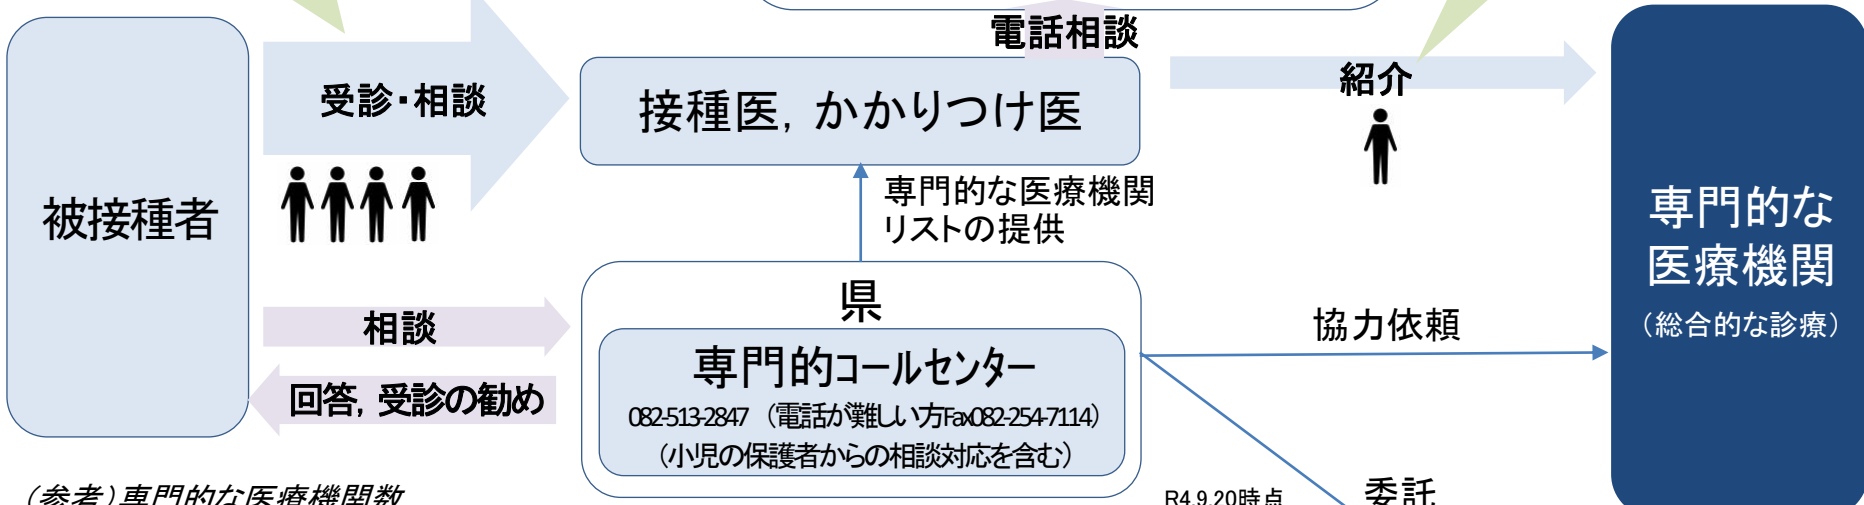 電話相談
受診・相談
接種医，かかりつけ医
紹介
被接種者
専門的な医療機関
リストの提供
専門的な
医療機関
（総合的な診療）
県
相談
協力依頼
専門的コールセンター
回答，受診の勧め
082-513-2847 （電話が難しい方Fax082-254-7114）
（小児の保護者からの相談対応を含む）
（参考）専門的な医療機関数
R4.9.20時点
委託